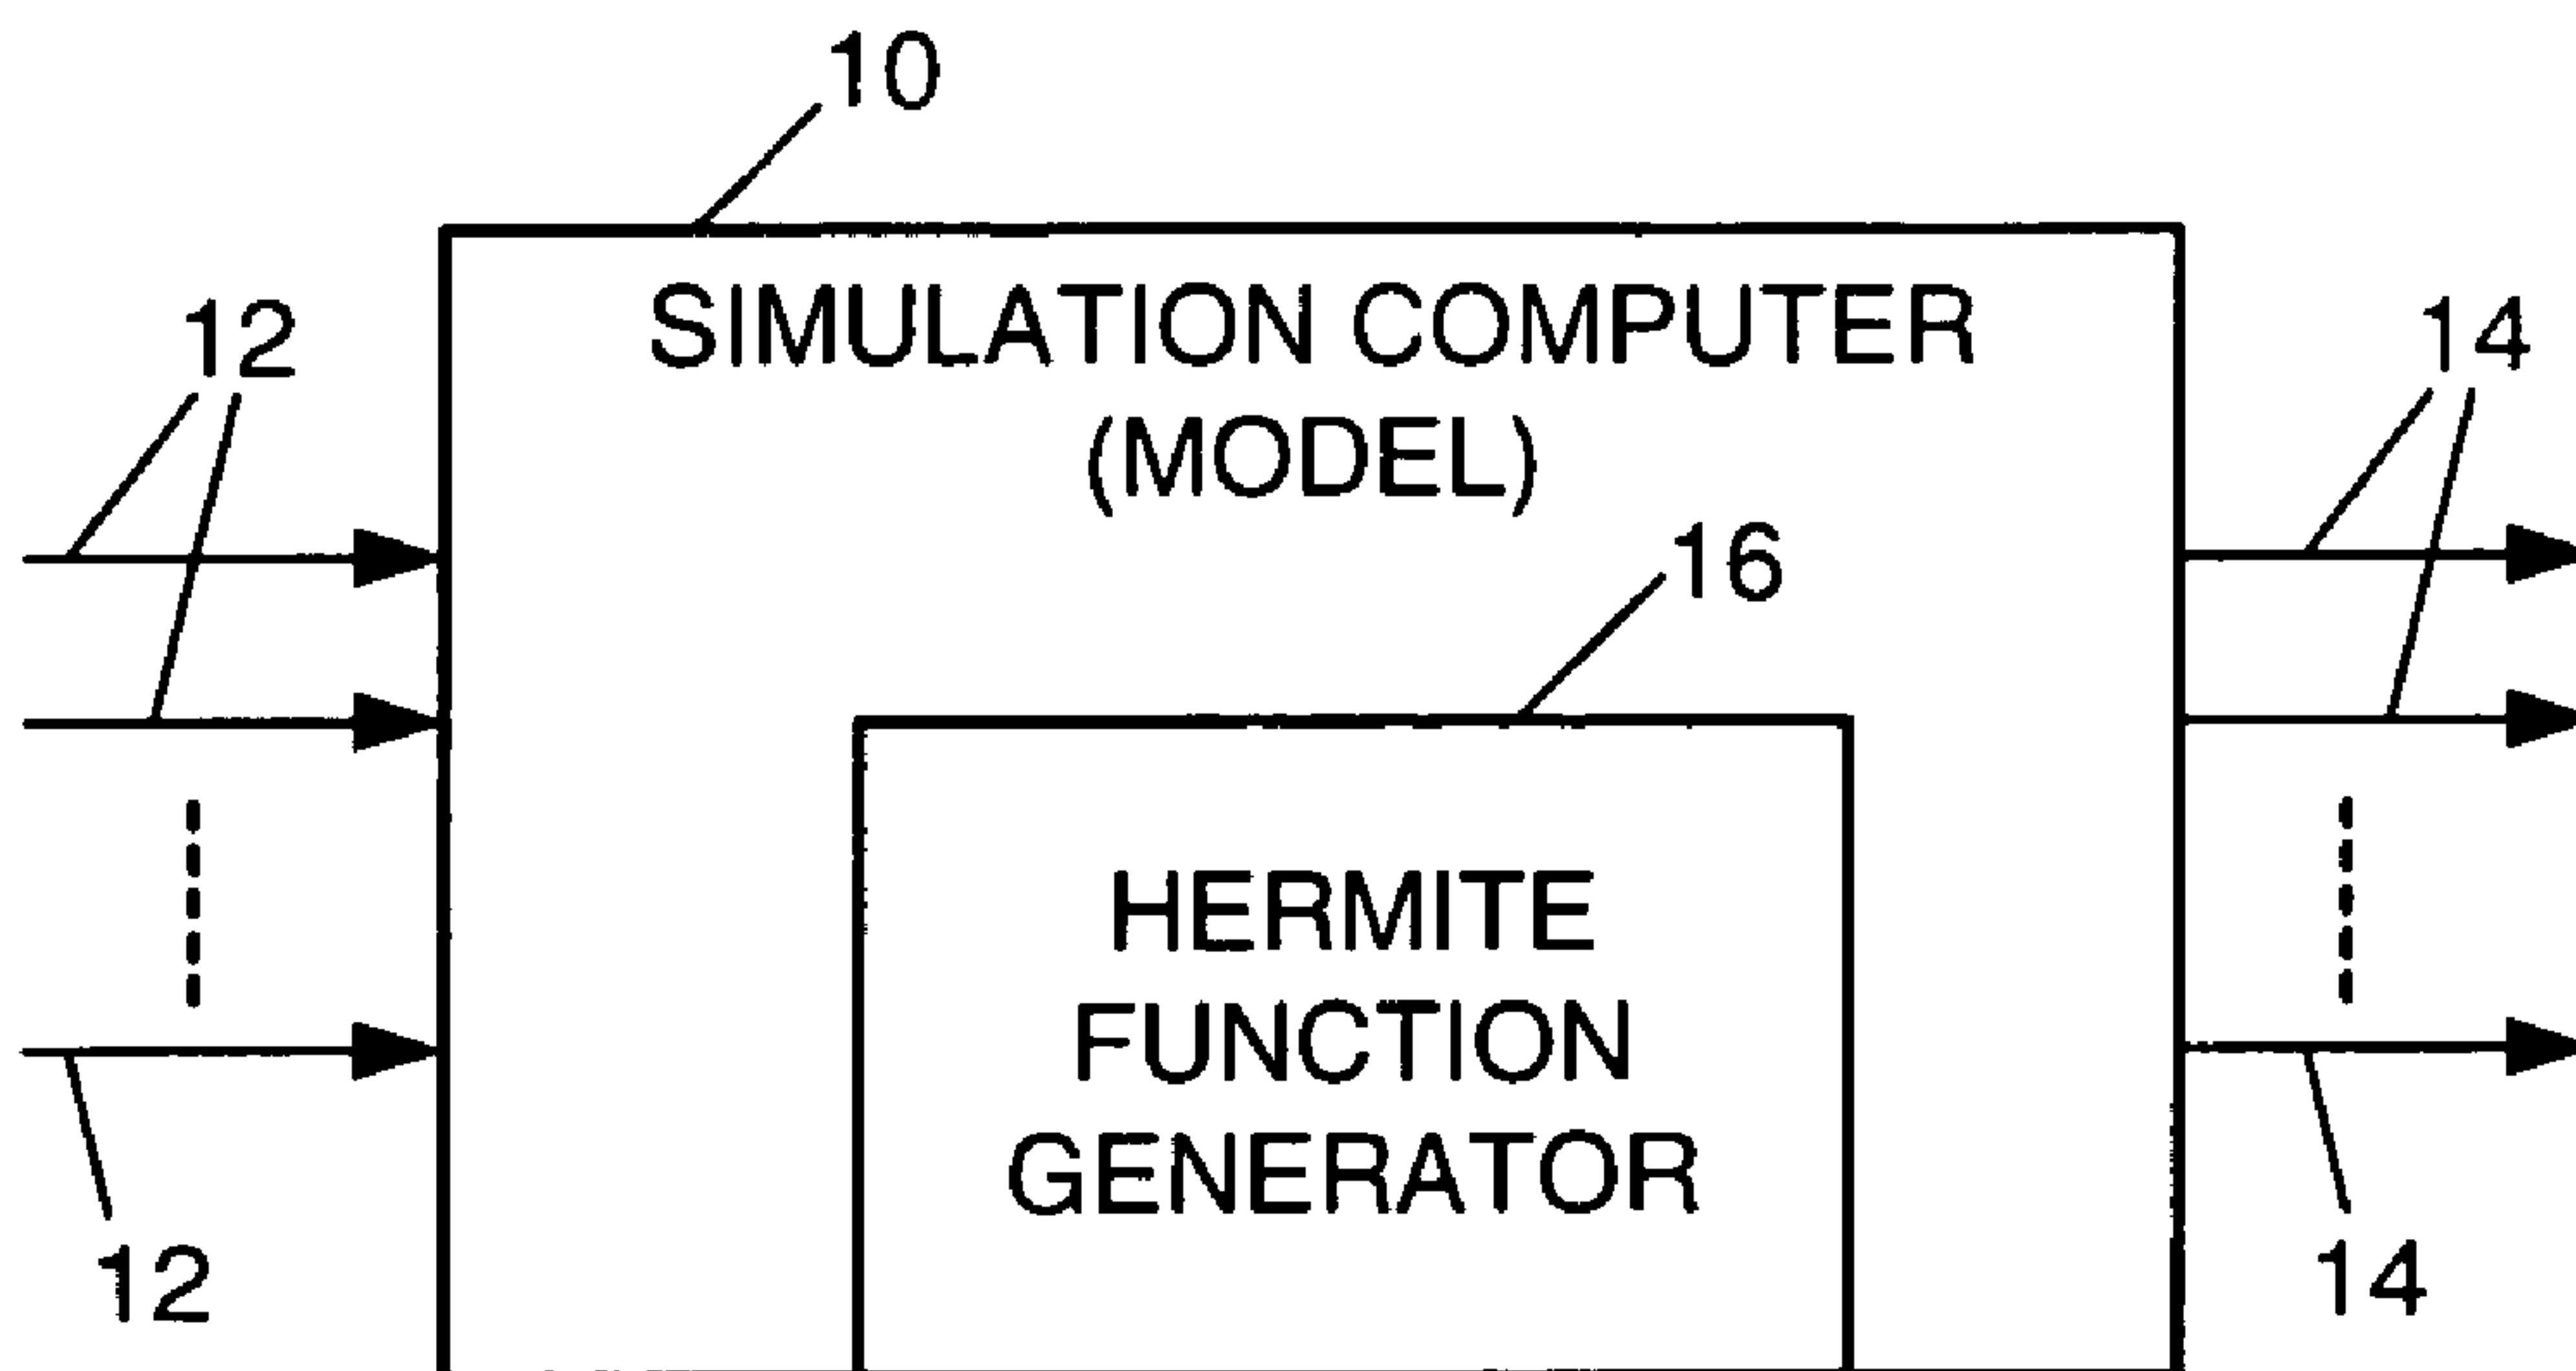 10
SIMULATION COMPUTER
(MODEL)
12
14
16
HERMITE
FUNCTION
GENERATOR
12
14